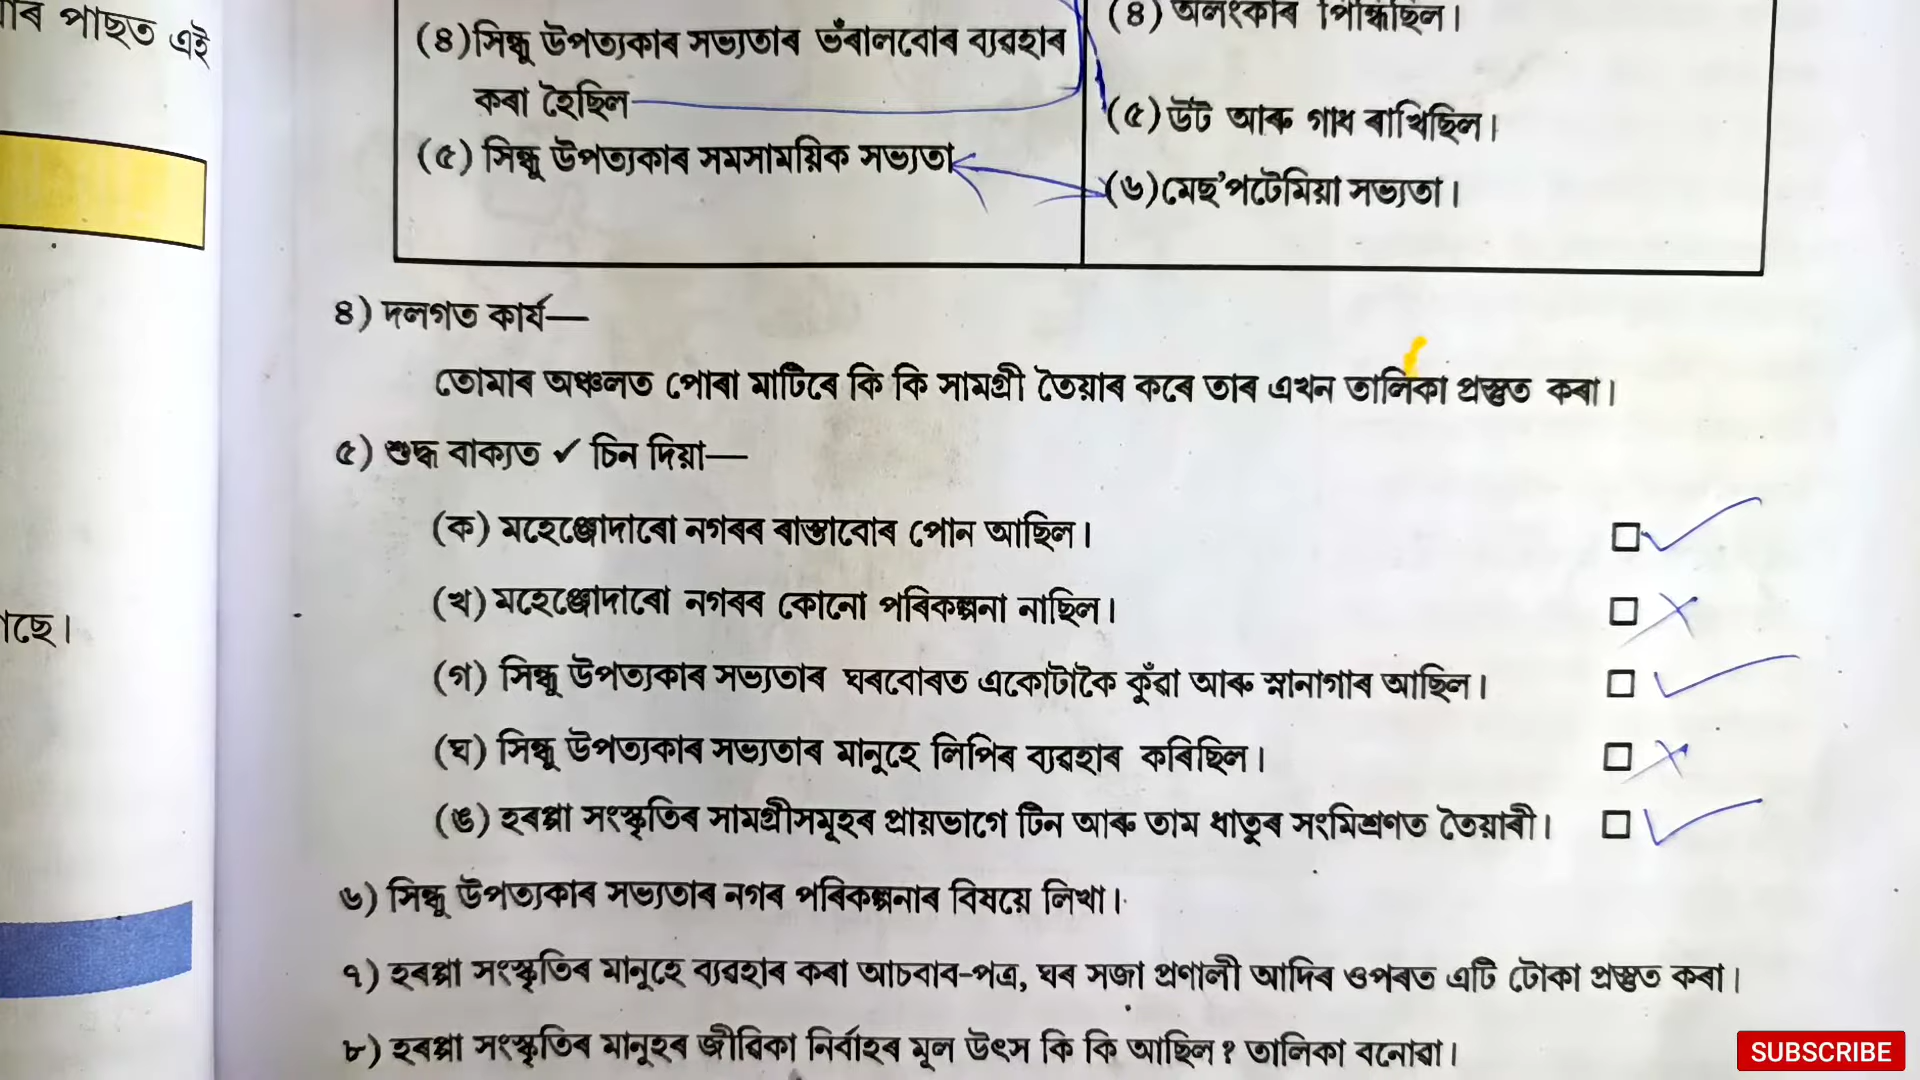 পাছত এই
(৪) অলংকাৰ পিন্ধিছিল।
(৪)সিন্ধু উপত্যকাৰ সভ্যতাৰ ভঁৰালবোৰ ব্যৱহাৰ
কৰা হৈছিল
(৫) উট আৰু গাধ ৰাখিছিল।
(৫) সিন্ধু উপত্যকাৰ সমসাময়িক সভ্যতা
(৬)মেছ'পটেমিয়া সভ্যতা।
৪) দলগত কাৰ্য—
তোমাৰ অঞ্চলত পোৰা মাটিৰে কি কি সামগ্ৰী তৈয়াৰ কৰে তাৰ এখন তালিকা প্ৰস্তুত কৰা।
৫) শুদ্ধ বাক্যত ✓ চিন দিয়া—
(ক) মহেঞ্জোদাৰো নগৰৰ ৰাস্তাবোৰ পোন আছিল। ☐ ✓
(খ) মহেঞ্জোদাৰো নগৰৰ কোনো পৰিকল্পনা নাছিল। ☐ ✗
(গ) সিন্ধু উপত্যকাৰ সভ্যতাৰ ঘৰবোৰত একোটাকৈ কুঁৱা আৰু স্নানাগাৰ আছিল। ☐ ✓
(ঘ) সিন্ধু উপত্যকাৰ সভ্যতাৰ মানুহে লিপিৰ ব্যৱহাৰ কৰিছিল। ☐ ✗
(ঙ) হৰপ্পা সংস্কৃতিৰ সামগ্ৰীসমূহৰ প্ৰায়ভাগে টিন আৰু তাম ধাতুৰ সংমিশ্ৰণত তৈয়াৰী। ☐ ✓
৬) সিন্ধু উপত্যকাৰ সভ্যতাৰ নগৰ পৰিকল্পনাৰ বিষয়ে লিখা।
৭) হৰপ্পা সংস্কৃতিৰ মানুহে ব্যৱহাৰ কৰা আচবাব-পত্ৰ, ঘৰ সজা প্ৰণালী আদিৰ ওপৰত এটি টোকা প্ৰস্তুত কৰা।
৮) হৰপ্পা সংস্কৃতিৰ মানুহৰ জীৱিকা নিৰ্বাহৰ মূল উৎস কি কি আছিল? তালিকা বনোৱা।
SUBSCRIBE